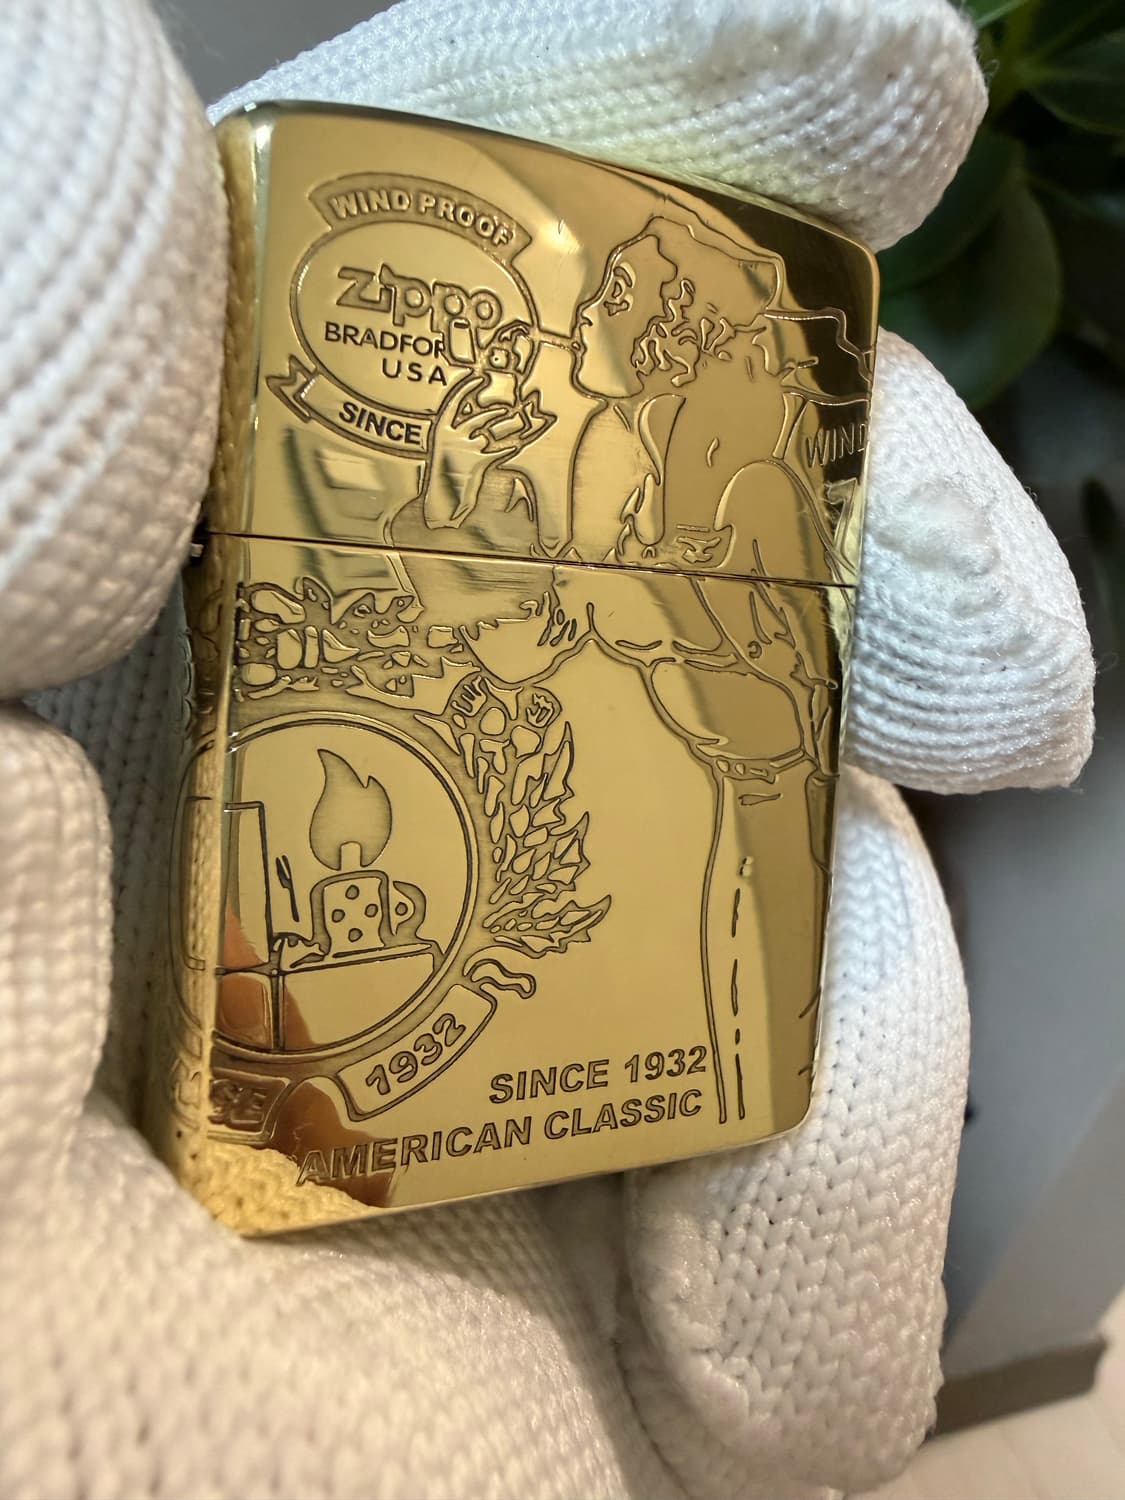 WIND PROOF
zippo
BRADFOR
USA
SINCE
WIND
1932
SINCE 1932
AMERICAN CLASSIC